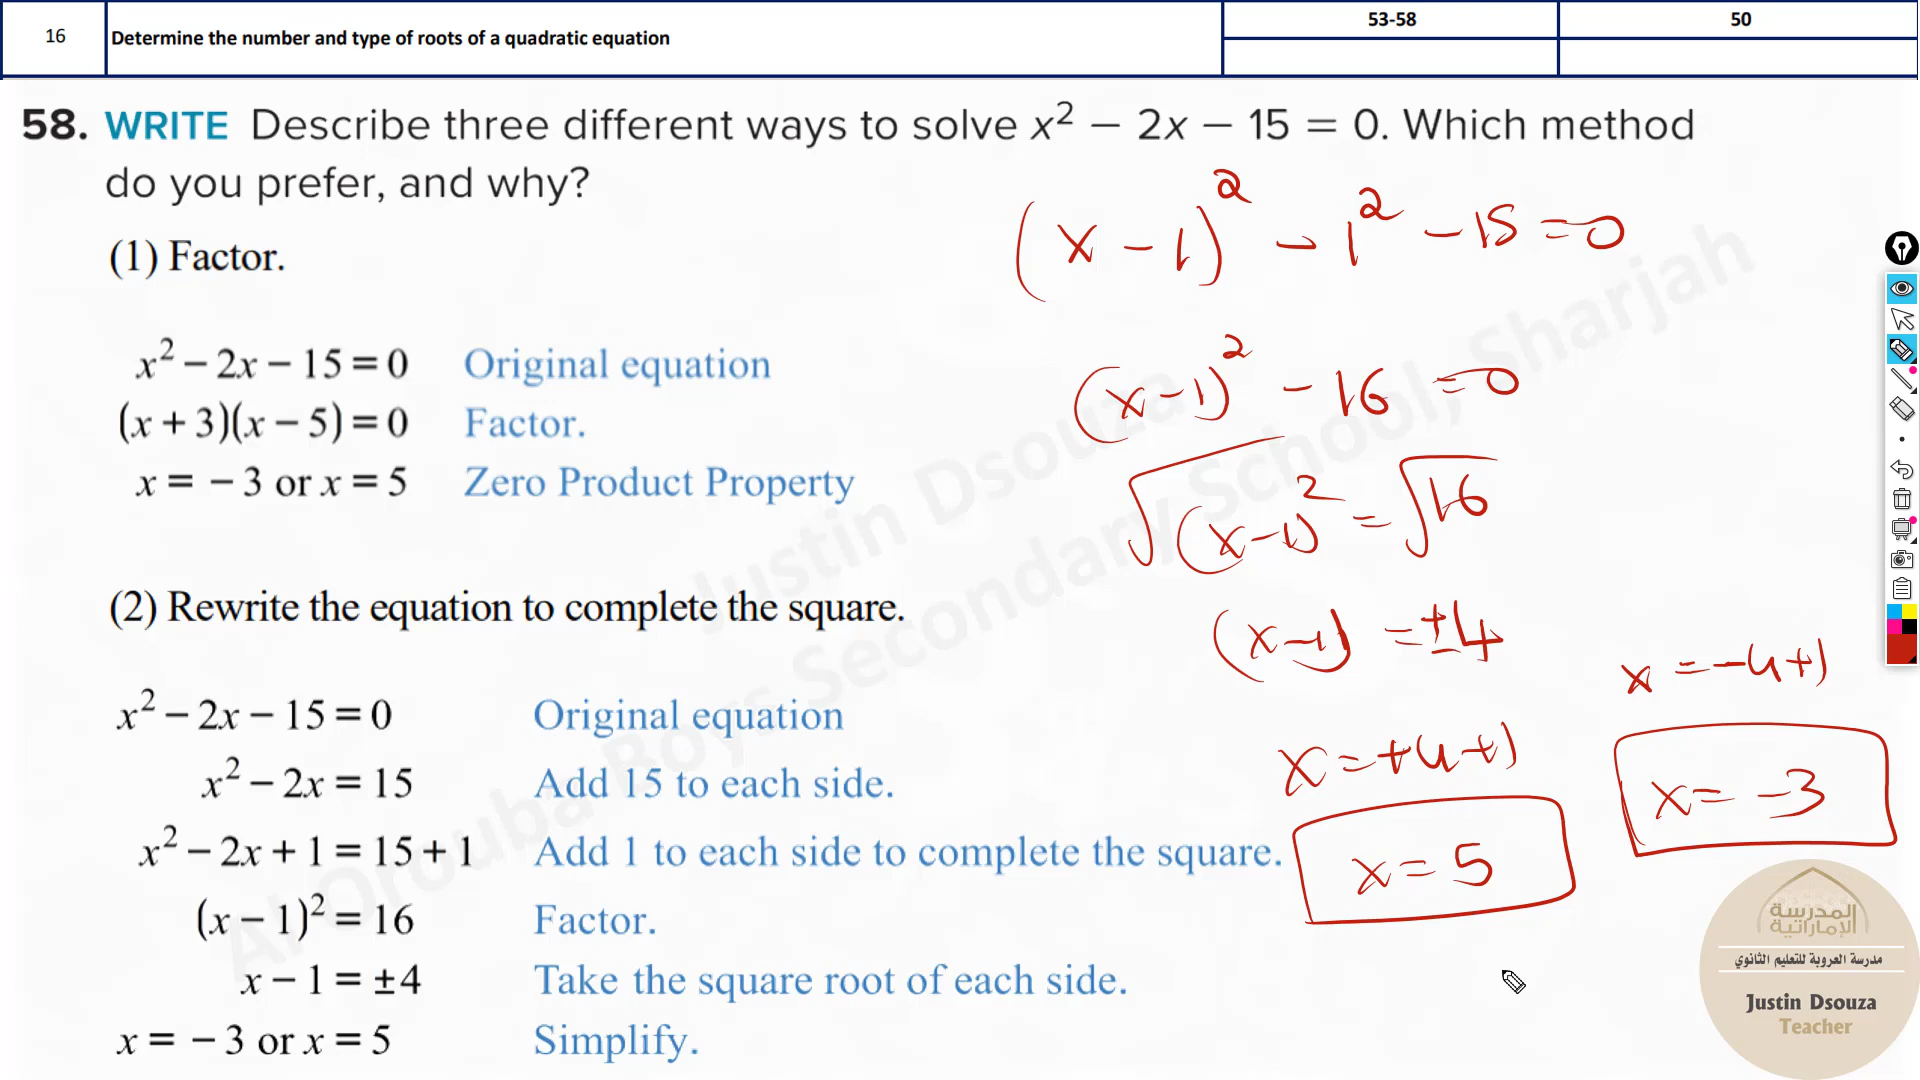 16 Determine the number and type of roots of a quadratic equation 53-58 50
58. WRITE Describe three different ways to solve x² − 2x − 15 = 0. Which method
do you prefer, and why?
(1) Factor.
x² − 2x − 15 = 0 Original equation
(x + 3)(x − 5) = 0 Factor.
x = − 3 or x = 5 Zero Product Property
(2) Rewrite the equation to complete the square.
x² − 2x − 15 = 0 Original equation
x² − 2x = 15 Add 15 to each side.
x² − 2x + 1 = 15 + 1 Add 1 to each side to complete the square.
(x − 1)² = 16 Factor.
x − 1 = ±4 Take the square root of each side.
x = − 3 or x = 5 Simplify.
(x − 1)² − 1² − 15 = 0
(x − 1)² − 16 = 0
√(x − 1)² = √16
(x − 1) = ±4
x = +4 + 1
x = 5
x = −4 + 1
x = −3
Justin Dsouza
Al Orouba Boys Secondary School, Sharjah
المدرسة
الإماراتية
مدرسة العروبة للتعليم الثانوي
Justin Dsouza
Teacher